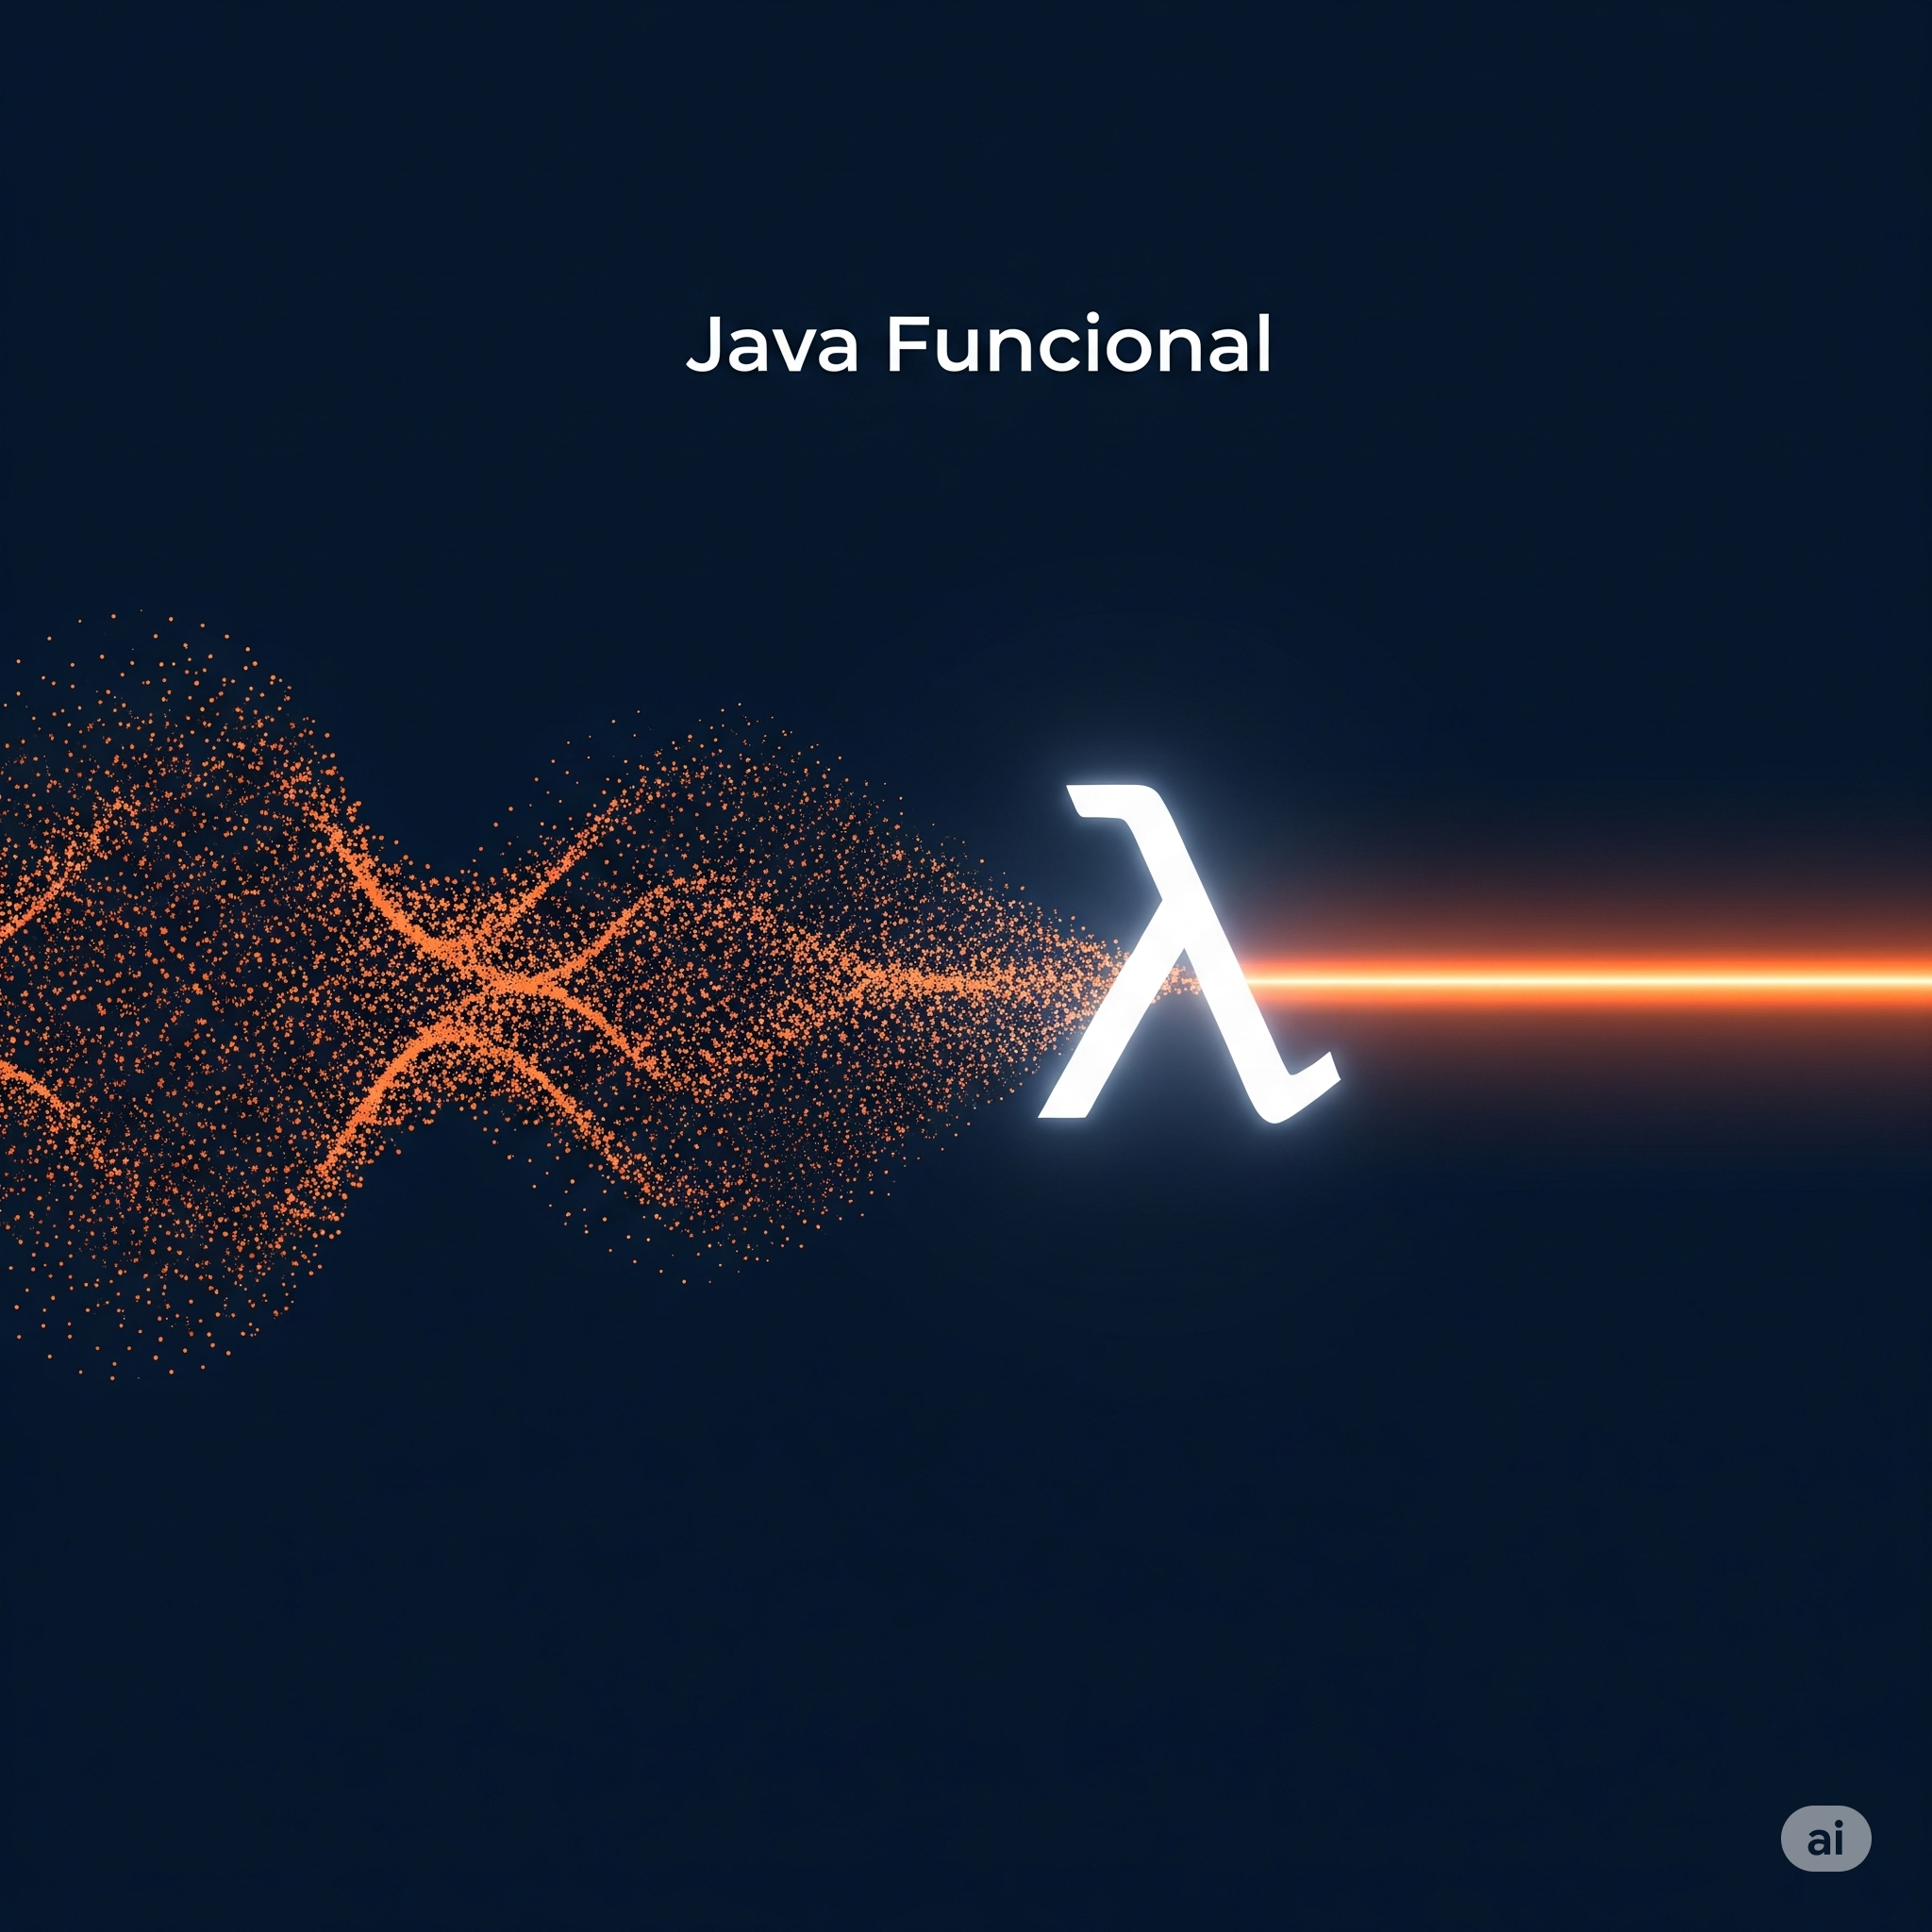 Java Funcional
λ
ai